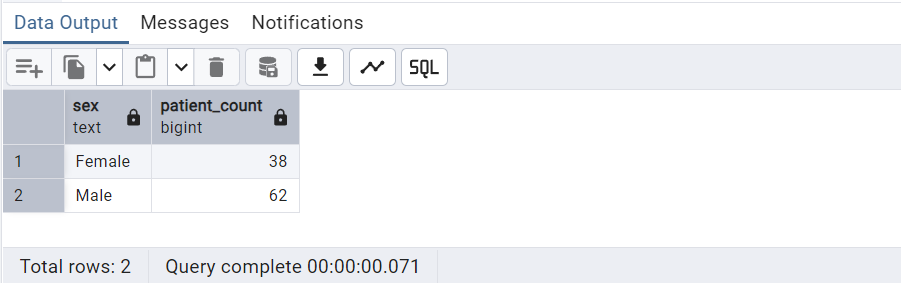 Data Output Messages Notifications
SQL
sex patient_count
text bigint
1 Female 38
2 Male 62
Total rows: 2 Query complete 00:00:00.071